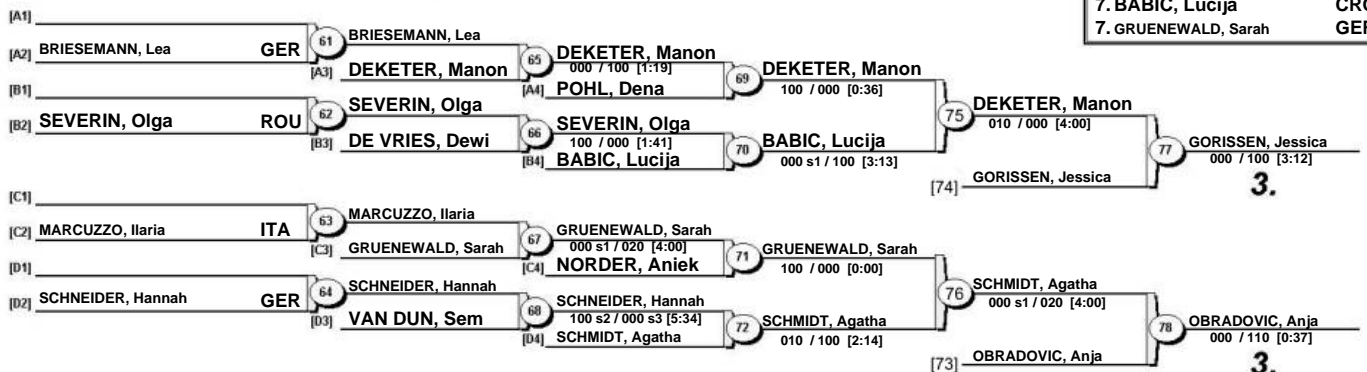 7. BABIC, Lucija CRO
7. GRUENEWALD, Sarah GER
[A1]
[A2] BRIESEMANN, Lea GER
61
BRIESEMANN, Lea
[A3] DEKETER, Manon
65
DEKETER, Manon
000 / 100 [1:19]
[A4] POHL, Dena
69
DEKETER, Manon
100 / 000 [0:36]
[B1]
[B2] SEVERIN, Olga ROU
62
SEVERIN, Olga
[B3] DE VRIES, Dewi
66
SEVERIN, Olga
100 / 000 [1:41]
[B4] BABIC, Lucija
70
BABIC, Lucija
000 s1 / 100 [3:13]
75
DEKETER, Manon
010 / 000 [4:00]
[74] GORISSEN, Jessica
77
GORISSEN, Jessica
000 / 100 [3:12]
3.
[C1]
[C2] MARCUZZO, Ilaria ITA
63
MARCUZZO, Ilaria
[C3] GRUENEWALD, Sarah
67
GRUENEWALD, Sarah
000 s1 / 020 [4:00]
[C4] NORDER, Aniek
71
GRUENEWALD, Sarah
100 / 000 [0:00]
[D1]
[D2] SCHNEIDER, Hannah GER
64
SCHNEIDER, Hannah
[D3] VAN DUN, Sem
68
SCHNEIDER, Hannah
100 s2 / 000 s3 [5:34]
[D4] SCHMIDT, Agatha
72
SCHMIDT, Agatha
010 / 100 [2:14]
76
SCHMIDT, Agatha
000 s1 / 020 [4:00]
[73] OBRADOVIC, Anja
78
OBRADOVIC, Anja
000 / 110 [0:37]
3.